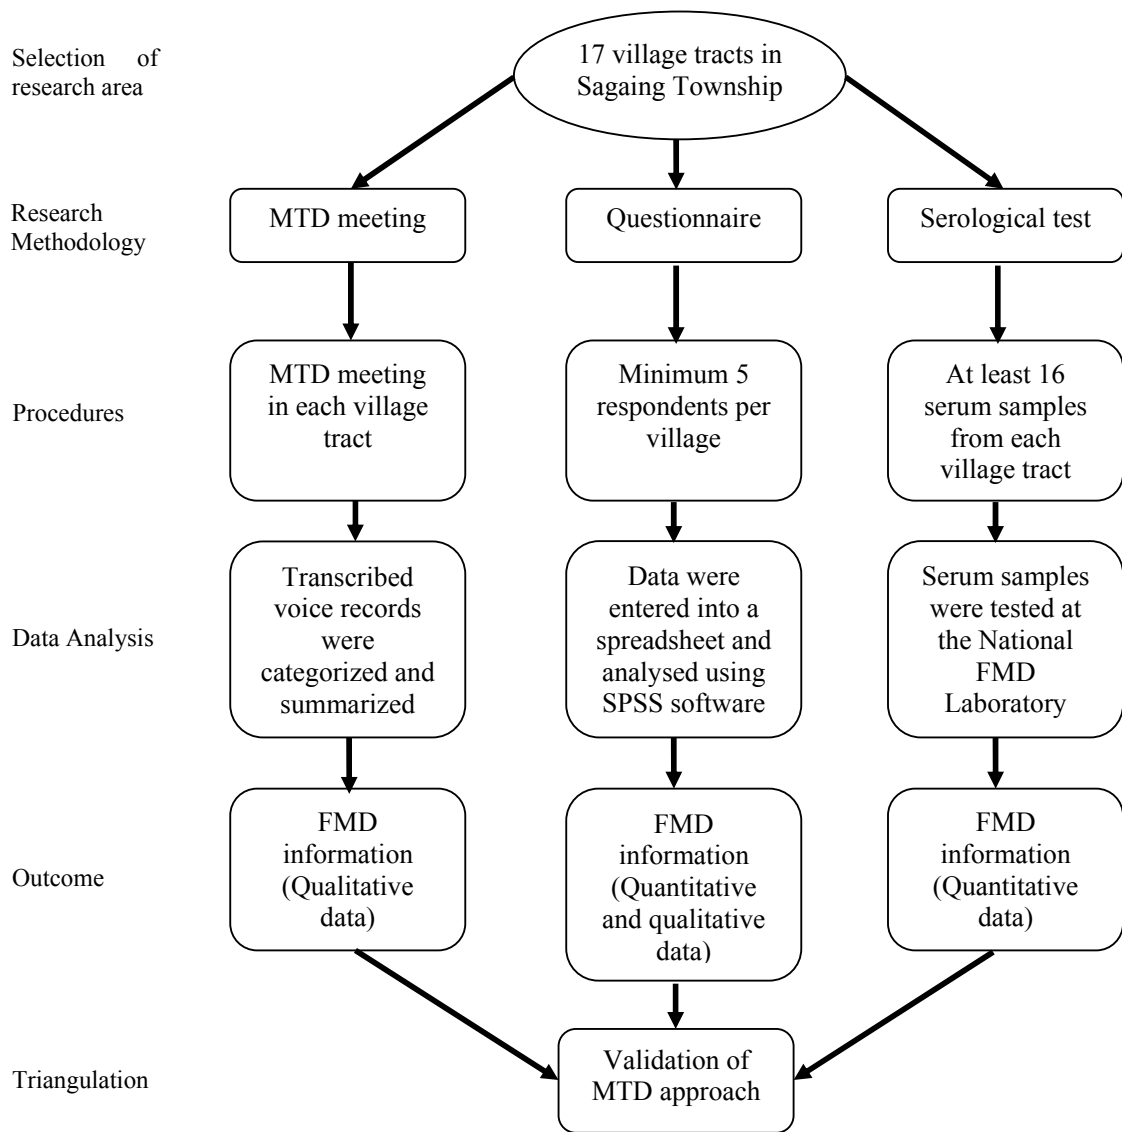 Selection of
research area
17 village tracts in
Sagaing Township
Research
Methodology
MTD meeting
Questionnaire
Serological test
Procedures
MTD meeting
in each village
tract
Minimum 5
respondents per
village
At least 16
serum samples
from each
village tract
Data Analysis
Transcribed
voice records
were
categorized and
summarized
Data were
entered into a
spreadsheet and
analysed using
SPSS software
Serum samples
were tested at
the National
FMD
Laboratory
Outcome
FMD
information
(Qualitative
data)
FMD
information
(Quantitative
and qualitative
data)
FMD
information
(Quantitative
data)
Triangulation
Validation of
MTD approach